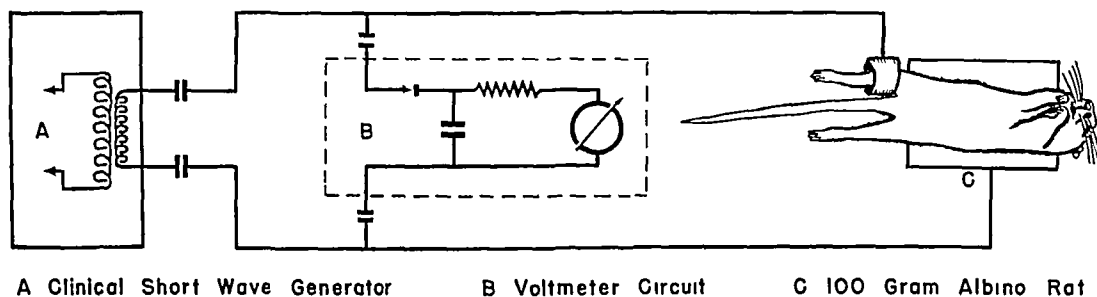 A
B
C
A Clinical Short Wave Generator B Voltmeter Circuit C 100 Gram Albino Rat